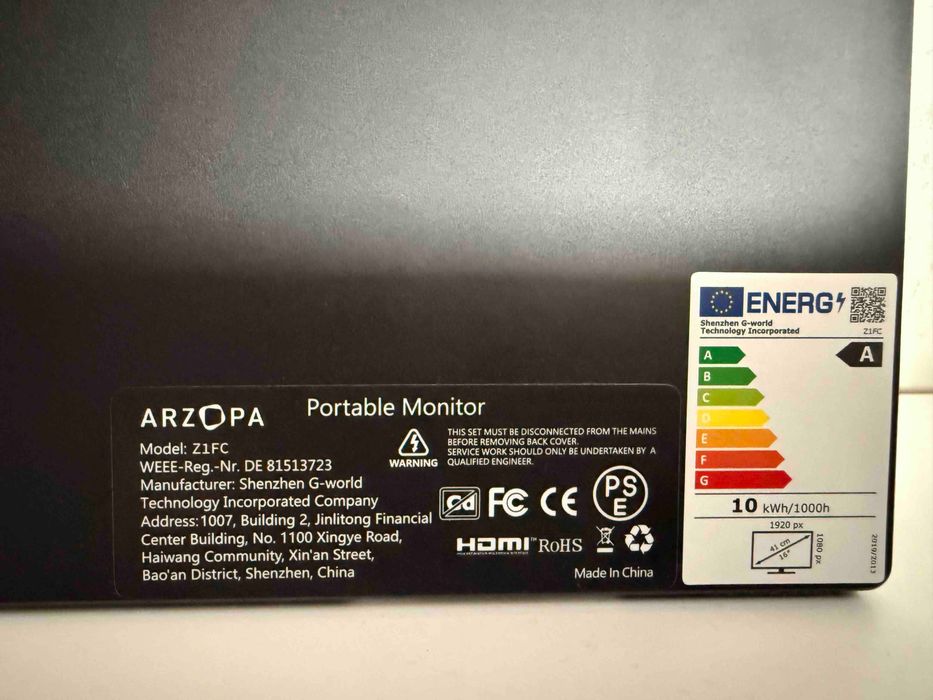 ARZOPA
Portable Monitor
Model: Z1FC
WEEE-Reg.-Nr. DE 81513723
Manufacturer: Shenzhen G-world
Technology Incorporated Company
Address:1007, Building 2, Jinlitong Financial
Center Building, No. 1100 Xingye Road,
Haiwang Community, Xin'an Street,
Bao'an District, Shenzhen, China
WARNING
THIS SET MUST BE DISCONNECTED FROM THE MAINS
BEFORE REMOVING BACK COVER.
SERVICE WORK SHOULD ONLY BE UNDERTAKEN BY A
QUALIFIED ENGINEER.
Cd
FC
CE
PS
E
HDMI™
RoHS
Made In China
ENERG
Shenzhen G-world
Technology Incorporated
Z1FC
A
A
B
C
D
E
F
G
10 kWh/1000h
1920 px
1080 px
41 cm
16"
2019/2013